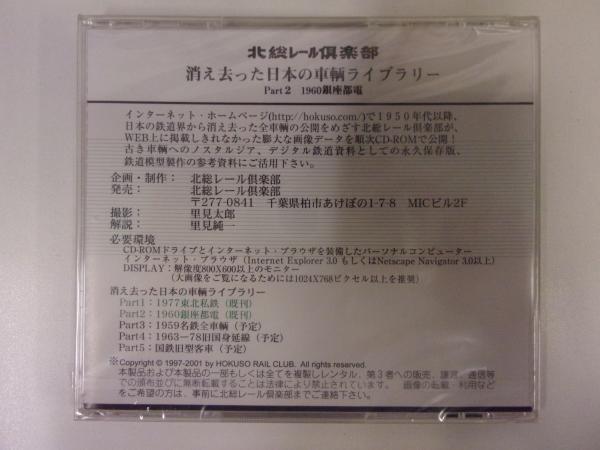 北総レール倶楽部
消え去った日本の車輌ライブラリー
Part2 1960銀座都電
インターネット・ホームページ(http://hokuso.com/)で1950年代以降、
日本の鉄道界から消え去った全車輌の公開をめざす北総レール倶楽部が、
WEB上に掲載しきれなかった膨大な画像データを順次CD-ROMで公開！
古き車輌へのノスタルジア、デジタル鉄道資料としての永久保存版、
鉄道模型製作の参考資料にご活用下さい。
企画・制作： 北総レール倶楽部
発売： 北総レール倶楽部
〒277-0841 千葉県柏市あけぼの1-7-8 MICビル2F
撮影： 里見太郎
解説： 里見純一
必要環境
CD-ROMドライブとインターネット・ブラウザを装備したパーソナルコンピューター
インターネット・ブラウザ（Internet Explorer 3.0 もしくはNetscape Navigator 3.0以上）
DISPLAY：解像度800X600以上のモニター
（大画像をご覧になるためには1024X768ピクセル以上を推奨）
消え去った日本の車輌ライブラリー
Part1：1977東北私鉄（既刊）
Part2：1960銀座都電（既刊）
Part3：1959名鉄全車輌（予定）
Part4：1963ー78旧国身延線（予定）
Part5：国鉄旧型客車（予定）
※Copyright © 1997-2001 by HOKUSO RAIL CLUB. All rights reserved.
本製品および本製品の一部もしくは全てを複製しレンタル、第3者への販売、譲渡、通信等
での頒布並びに無断転載することは法律により禁止されています。 画像の転載・利用など
をご希望の方は、事前に北総レール倶楽部までご連絡下さい。